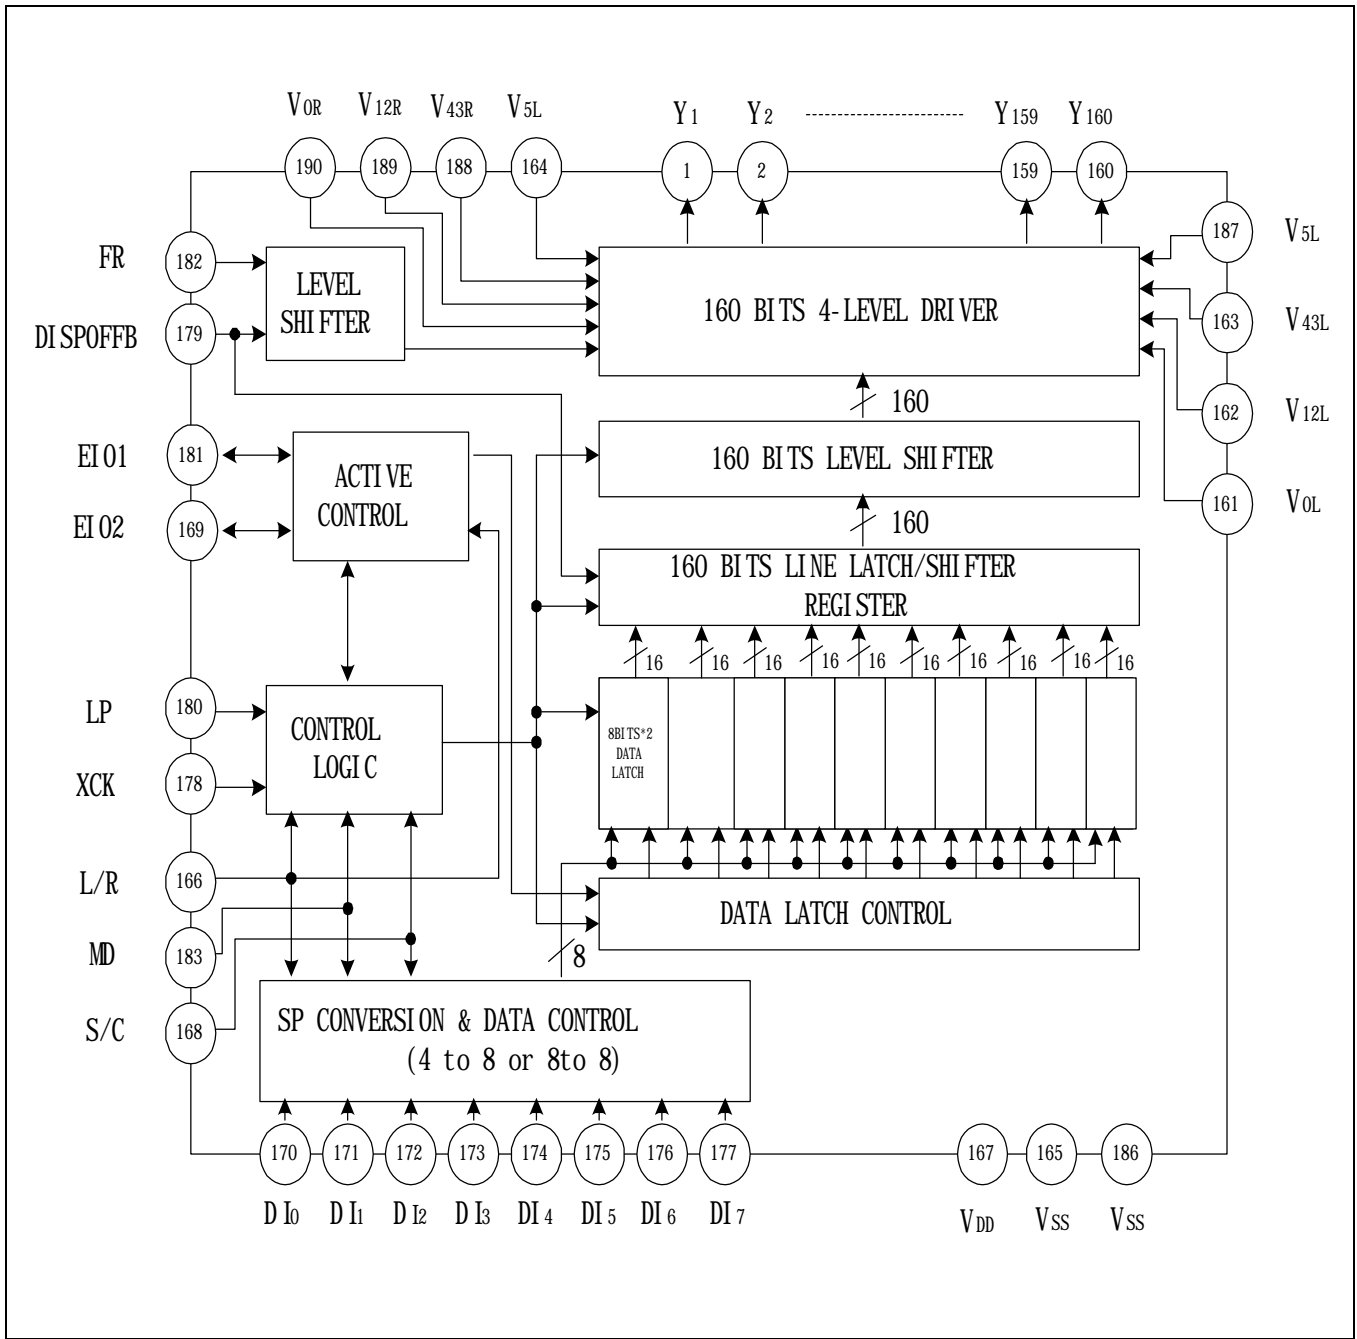 V0R V12R V43R V5L Y1 Y2 Y159 Y160
190 189 188 164 1 2 159 160
FR 182
LEVEL
SHIFTER
DISPOFFB 179
160 BITS 4-LEVEL DRIVER
187 V5L
163 V43L
162 V12L
161 V0L
160
EIO1 181
EIO2 169
ACTIVE
CONTROL
160 BITS LEVEL SHIFTER
160
160 BITS LINE LATCH/SHIFTER
REGISTER
16 16 16 16 16 16 16 16 16 16
LP 180
XCK 178
CONTROL
LOGIC
8BITS*2
DATA
LATCH
L/R 166
MD 183
S/C 168
DATA LATCH CONTROL
8
SP CONVERSION & DATA CONTROL
(4 to 8 or 8to 8)
170 171 172 173 174 175 176 177 167 165 186
DI0 DI1 DI2 DI3 DI4 DI5 DI6 DI7 VDD VSS VSS